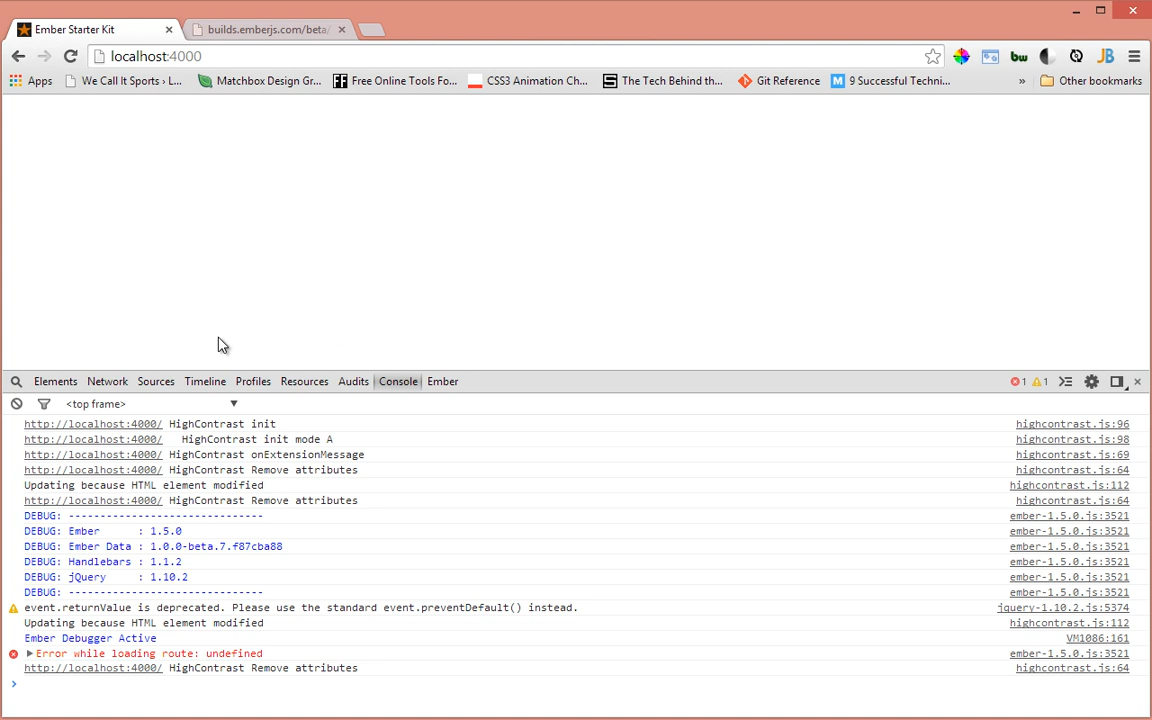 Ember Starter Kit
builds.emberjs.com/beta/
localhost:4000
bw
JB
Apps
We Call It Sports › L...
Matchbox Design Gr...
FF
Free Online Tools Fo...
CSS3 Animation Ch...
S
The Tech Behind th...
Git Reference
M
9 Successful Techni...
»
Other bookmarks
Elements Network Sources Timeline Profiles Resources Audits Console Ember
1 1
<top frame>
http://localhost:4000/ HighContrast init highcontrast.js:96
http://localhost:4000/ HighContrast init mode A highcontrast.js:98
http://localhost:4000/ HighContrast onExtensionMessage highcontrast.js:69
http://localhost:4000/ HighContrast Remove attributes highcontrast.js:64
Updating because HTML element modified highcontrast.js:112
http://localhost:4000/ HighContrast Remove attributes highcontrast.js:64
DEBUG: ------------------------------- ember-1.5.0.js:3521
DEBUG: Ember : 1.5.0 ember-1.5.0.js:3521
DEBUG: Ember Data : 1.0.0-beta.7.f87cba88 ember-1.5.0.js:3521
DEBUG: Handlebars : 1.1.2 ember-1.5.0.js:3521
DEBUG: jQuery : 1.10.2 ember-1.5.0.js:3521
DEBUG: ------------------------------- ember-1.5.0.js:3521
event.returnValue is deprecated. Please use the standard event.preventDefault() instead. jquery-1.10.2.js:5374
Updating because HTML element modified highcontrast.js:112
Ember Debugger Active VM1086:161
Error while loading route: undefined ember-1.5.0.js:3521
http://localhost:4000/ HighContrast Remove attributes highcontrast.js:64